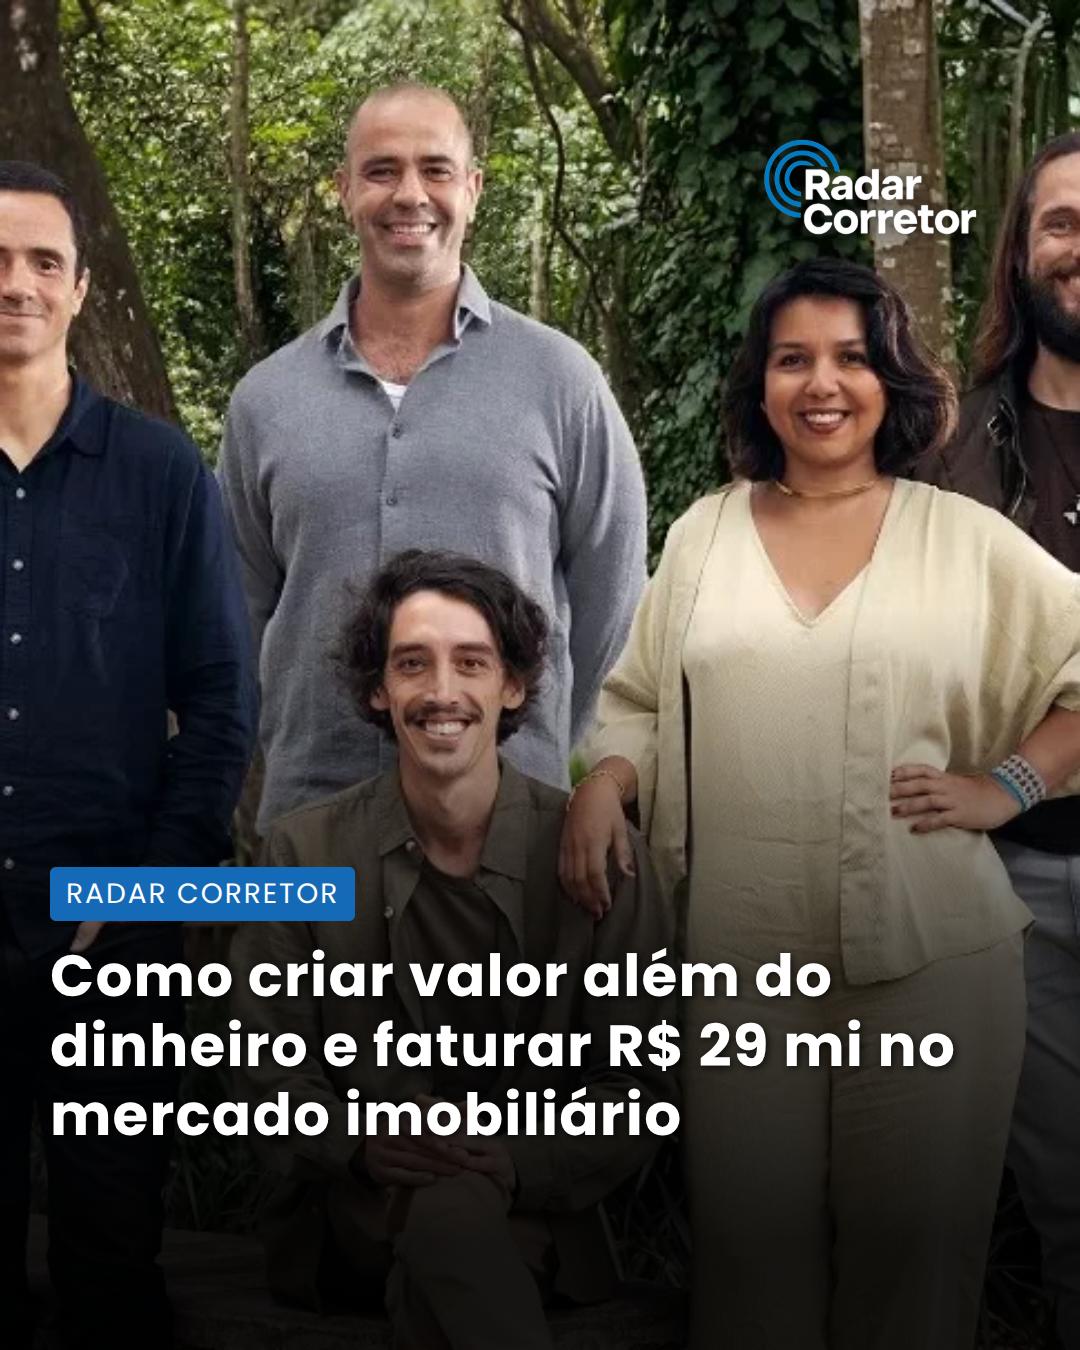 Radar
Corretor
RADAR CORRETOR
Como criar valor além do
dinheiro e faturar R$ 29 mi no
mercado imobiliário